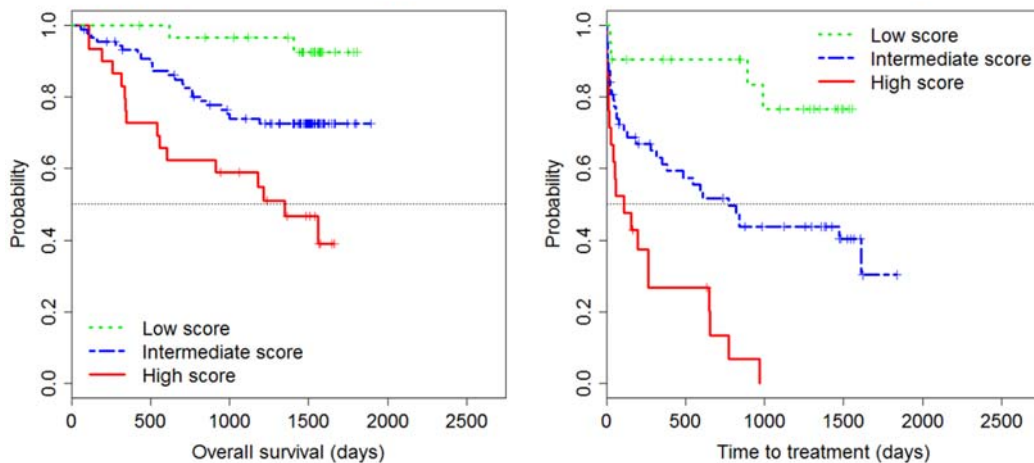 1.0
0.8
0.6
0.4
0.2
0.0
Probability
Low score
Intermediate score
High score
0 500 1000 1500 2000 2500
Overall survival (days)
1.0
0.8
0.6
0.4
0.2
0.0
Probability
Low score
Intermediate score
High score
0 500 1000 1500 2000 2500
Time to treatment (days)